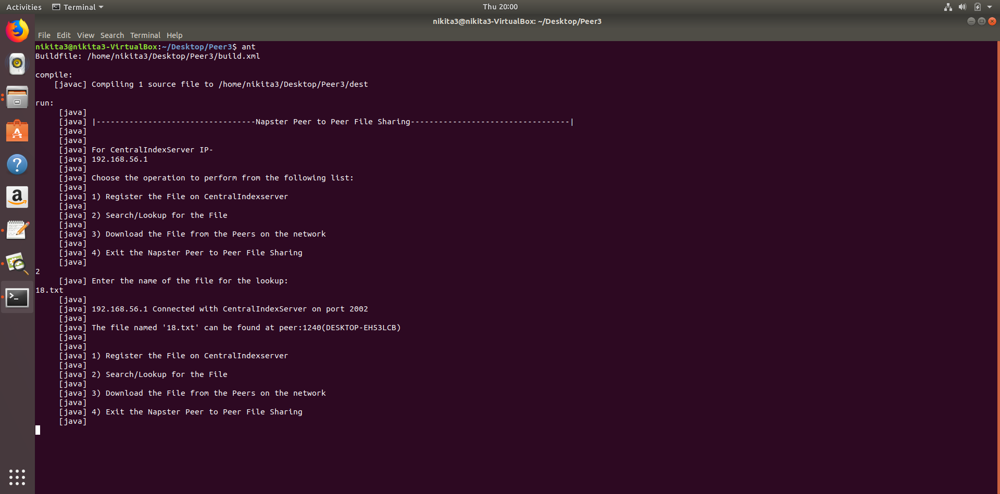 Activities Terminal Thu 20:00
nikita3@nikita3-VirtualBox: ~/Desktop/Peer3
File Edit View Search Terminal Help
nikita3@nikita3-VirtualBox:~/Desktop/Peer3$ ant
Buildfile: /home/nikita3/Desktop/Peer3/build.xml
compile:
[javac] Compiling 1 source file to /home/nikita3/Desktop/Peer3/dest
run:
[java]
[java] |----------------------------------Napster Peer to Peer File Sharing----------------------------------|
[java]
[java]
[java] For CentralIndexServer IP-
[java] 192.168.56.1
[java]
[java] Choose the operation to perform from the following list:
[java]
[java] 1) Register the File on CentralIndexserver
[java]
[java] 2) Search/Lookup for the File
[java]
[java] 3) Download the File from the Peers on the network
[java]
[java] 4) Exit the Napster Peer to Peer File Sharing
[java]
2
[java] Enter the name of the file for the lookup:
18.txt
[java]
[java] 192.168.56.1 Connected with CentralIndexServer on port 2002
[java]
[java] The file named '18.txt' can be found at peer:1240(DESKTOP-EH53LCB)
[java]
[java]
[java] 1) Register the File on CentralIndexserver
[java]
[java] 2) Search/Lookup for the File
[java]
[java] 3) Download the File from the Peers on the network
[java]
[java] 4) Exit the Napster Peer to Peer File Sharing
[java]